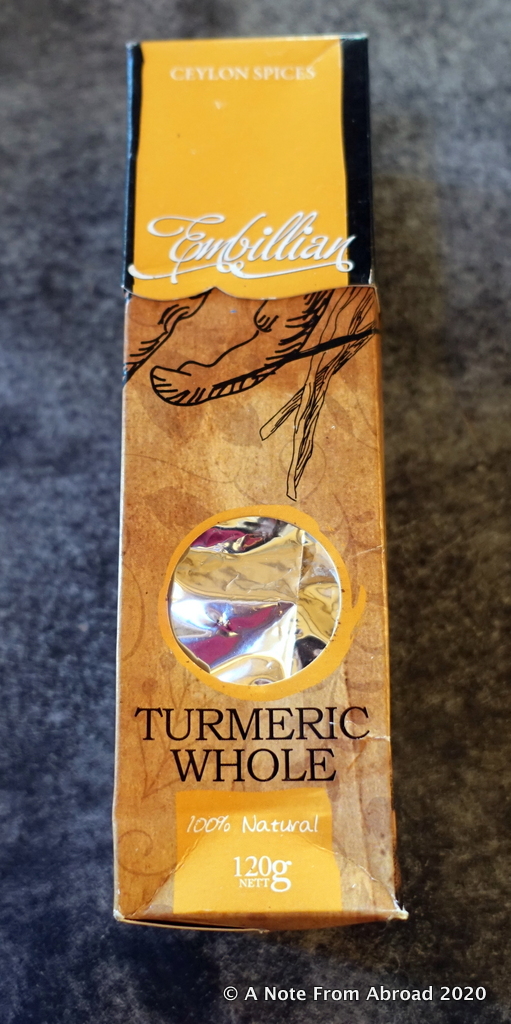 CEYLON SPICES
Embillian
TURMERIC
WHOLE
100% Natural
120g
NETT
© A Note From Abroad 2020